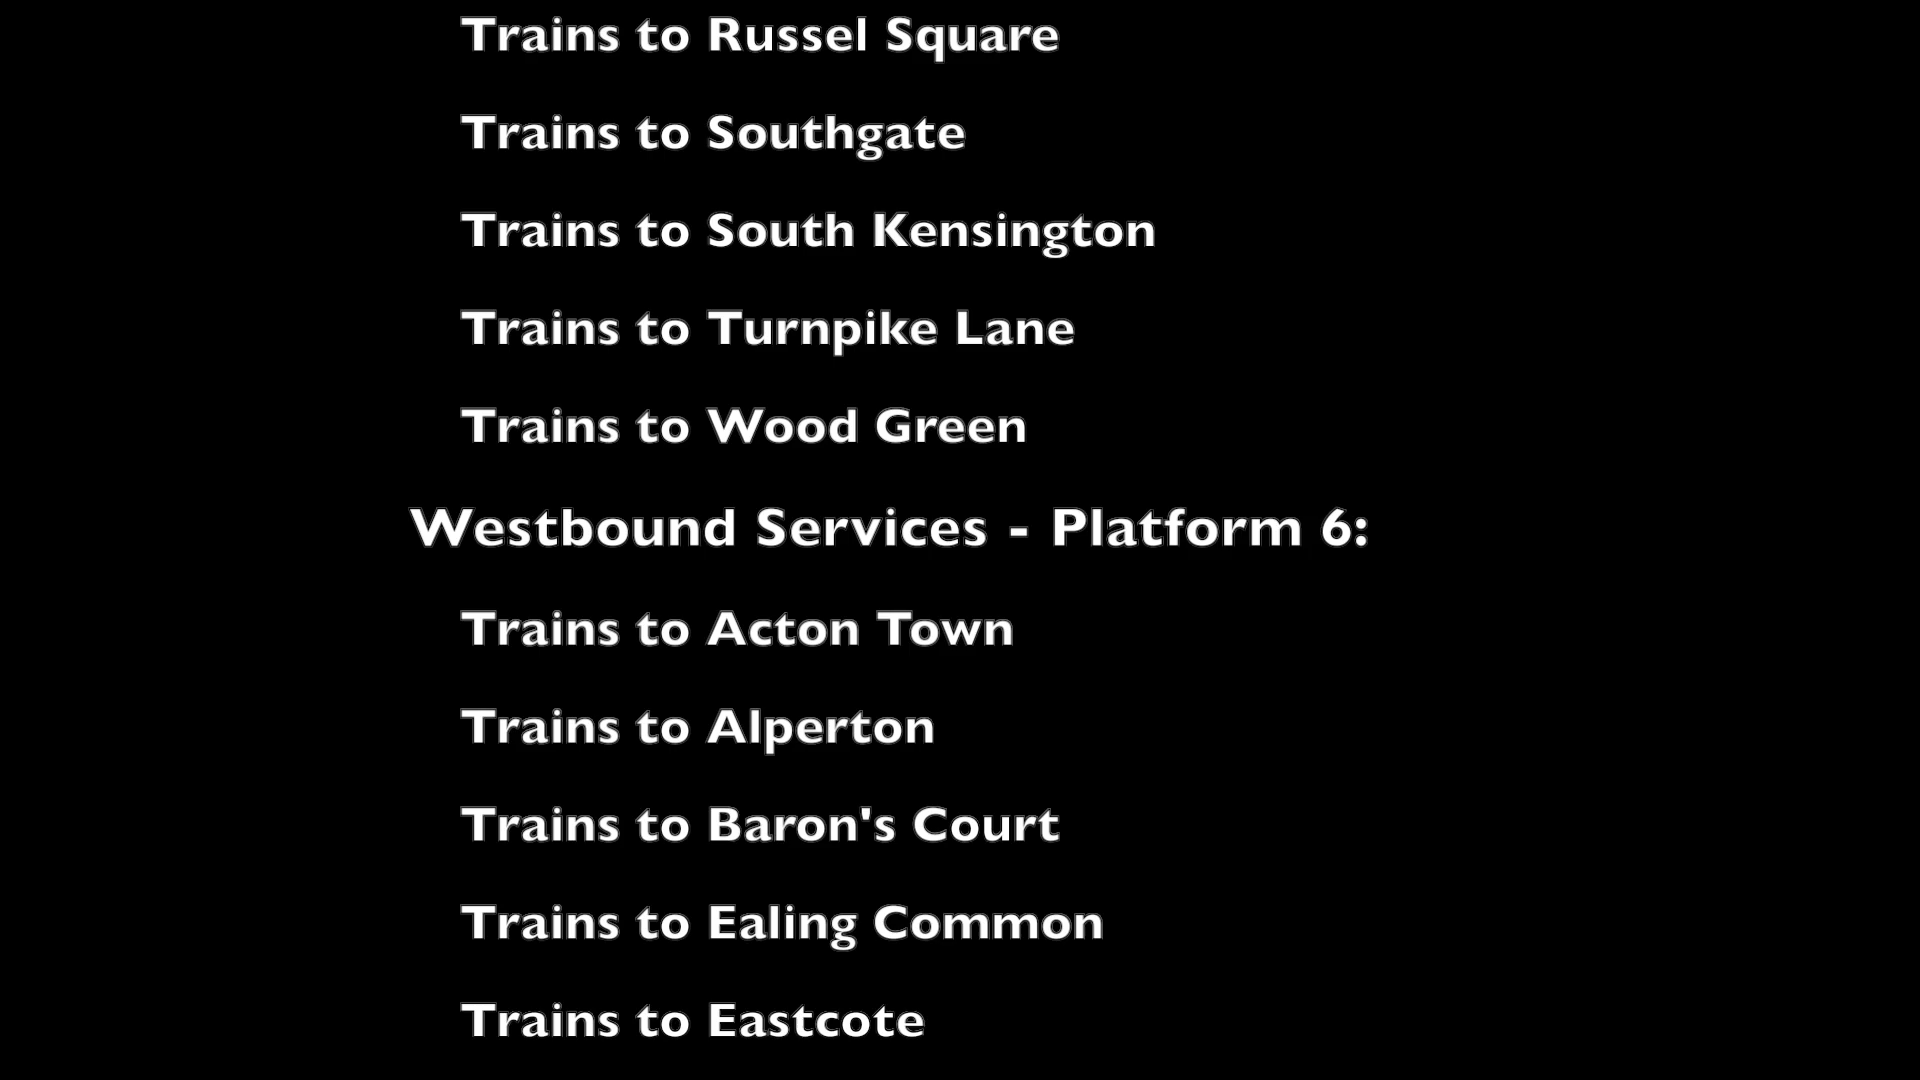 Trains to Russel Square
Trains to Southgate
Trains to South Kensington
Trains to Turnpike Lane
Trains to Wood Green
Westbound Services - Platform 6:
Trains to Acton Town
Trains to Alperton
Trains to Baron's Court
Trains to Ealing Common
Trains to Eastcote